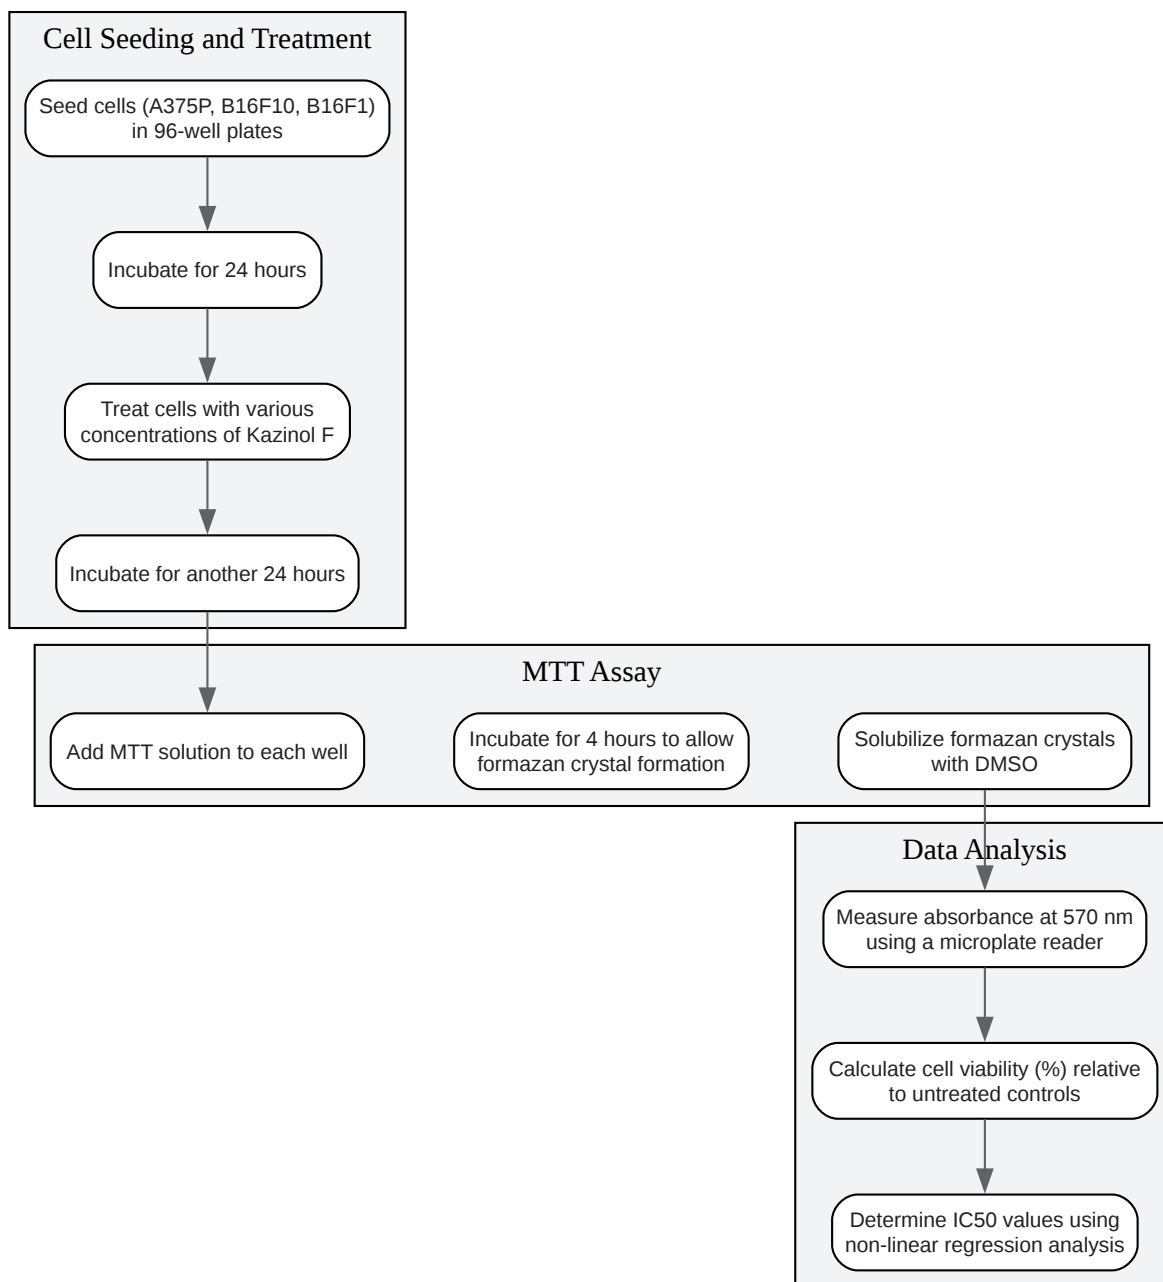 Cell Seeding and Treatment
Seed cells (A375P, B16F10, B16F1)
in 96-well plates
Incubate for 24 hours
Treat cells with various
concentrations of Kazinol F
Incubate for another 24 hours
MTT Assay
Add MTT solution to each well
Incubate for 4 hours to allow
formazan crystal formation
Solubilize formazan crystals
with DMSO
Data Analysis
Measure absorbance at 570 nm
using a microplate reader
Calculate cell viability (%) relative
to untreated controls
Determine IC50 values using
non-linear regression analysis